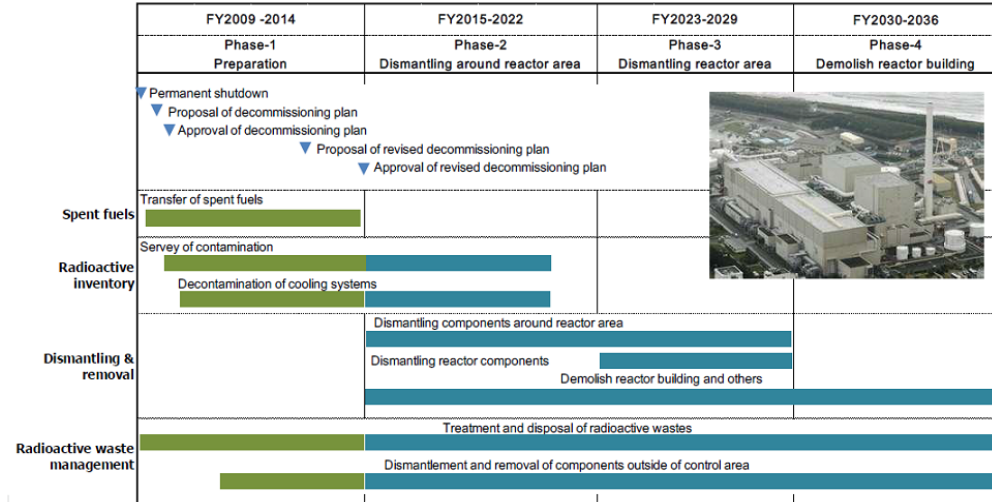 FY2009 -2014
FY2015-2022
FY2023-2029
FY2030-2036
Phase-1
Preparation
Phase-2
Dismantling around reactor area
Phase-3
Dismantling reactor area
Phase-4
Demolish reactor building
Permanent shutdown
Proposal of decommissioning plan
Approval of decommissioning plan
Proposal of revised decommissioning plan
Approval of revised decommissioning plan
Spent fuels
Transfer of spent fuels
Radioactive
inventory
Servey of contamination
Decontamination of cooling systems
Dismantling &
removal
Dismantling components around reactor area
Dismantling reactor components
Demolish reactor building and others
Radioactive waste
management
Treatment and disposal of radioactive wastes
Dismantlement and removal of components outside of control area